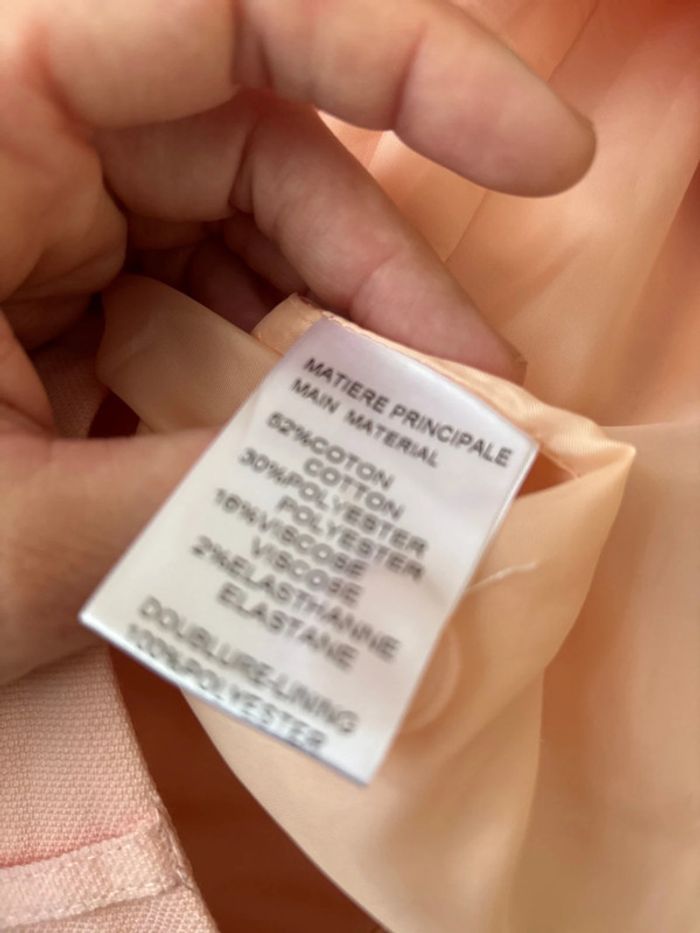 MATIERE PRINCIPALE
MAIN MATERIAL
52%COTON
COTTON
30%POLYESTER
POLYESTER
16%VISCOSE
VISCOSE
2%ELASTHANNE
ELASTANE
DOUBLURE-LINING
100%POLYESTER